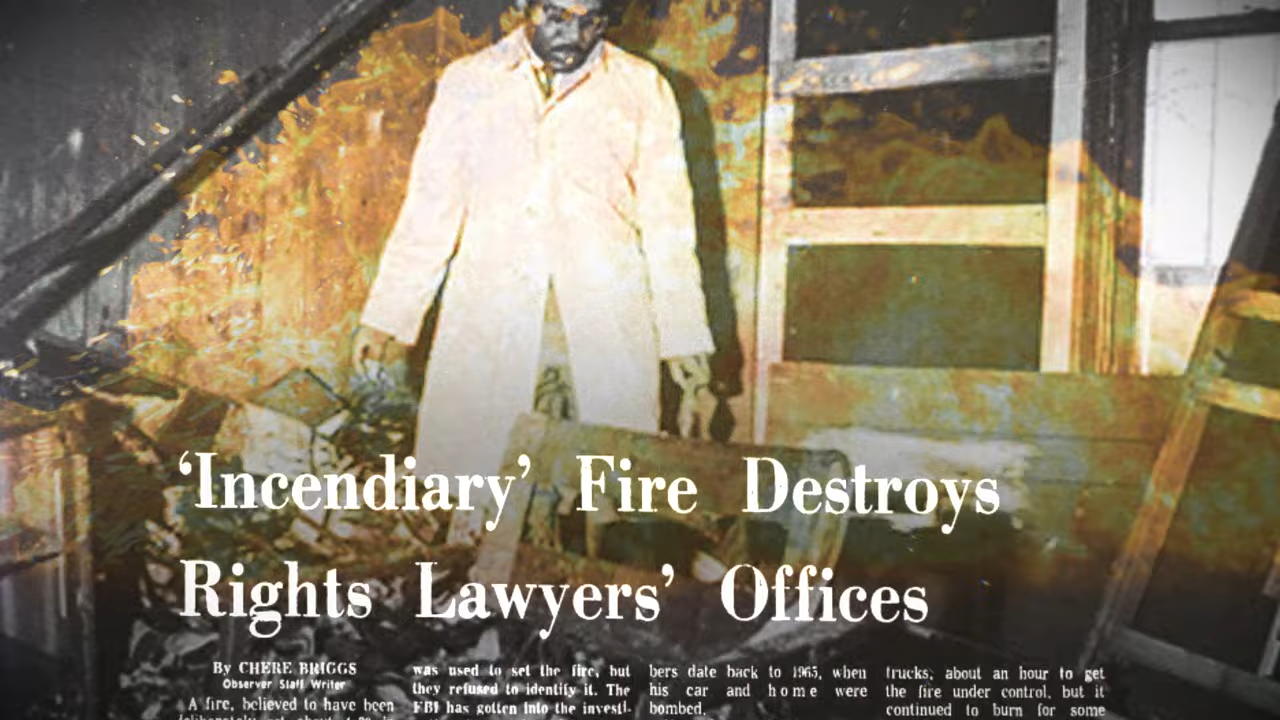 ‘Incendiary’ Fire Destroys
Rights Lawyers’ Offices
By CHERE BRIGGS
Observer Staff Writer
A fire, believed to have been
was used to set the fire, but
they refused to identify it. The
FBI has gotten into the investi-
bers date back to 1965, when
his car and home were
bombed.
trucks, about an hour to get
the fire under control, but it
continued to burn for some